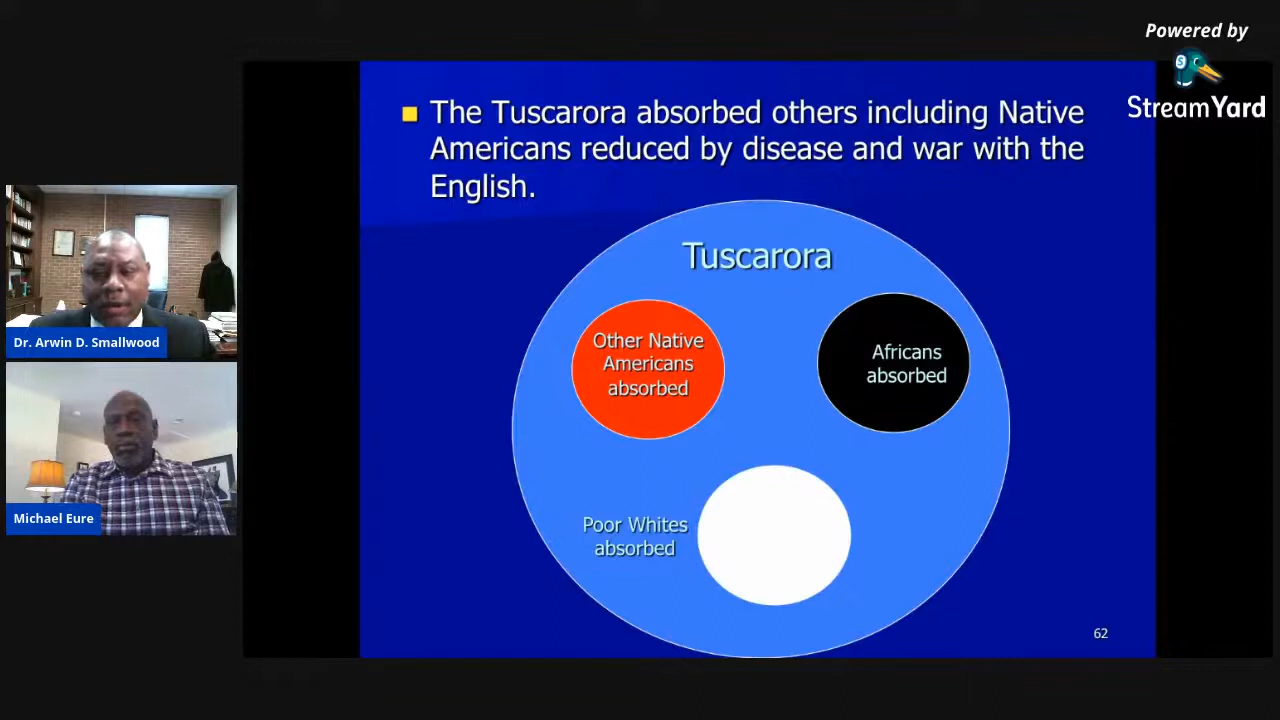 Powered by
StreamYard
The Tuscarora absorbed others including Native
Americans reduced by disease and war with the
English.
Tuscarora
Other Native
Americans
absorbed
Africans
absorbed
Poor Whites
absorbed
62
Dr. Arwin D. Smallwood
Michael Eure